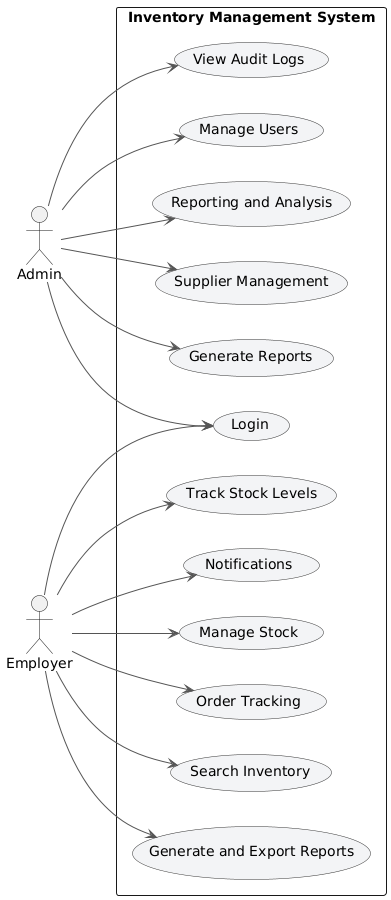 Inventory Management System
View Audit Logs
Manage Users
Reporting and Analysis
Admin
Supplier Management
Generate Reports
Login
Track Stock Levels
Notifications
Manage Stock
Employer
Order Tracking
Search Inventory
Generate and Export Reports